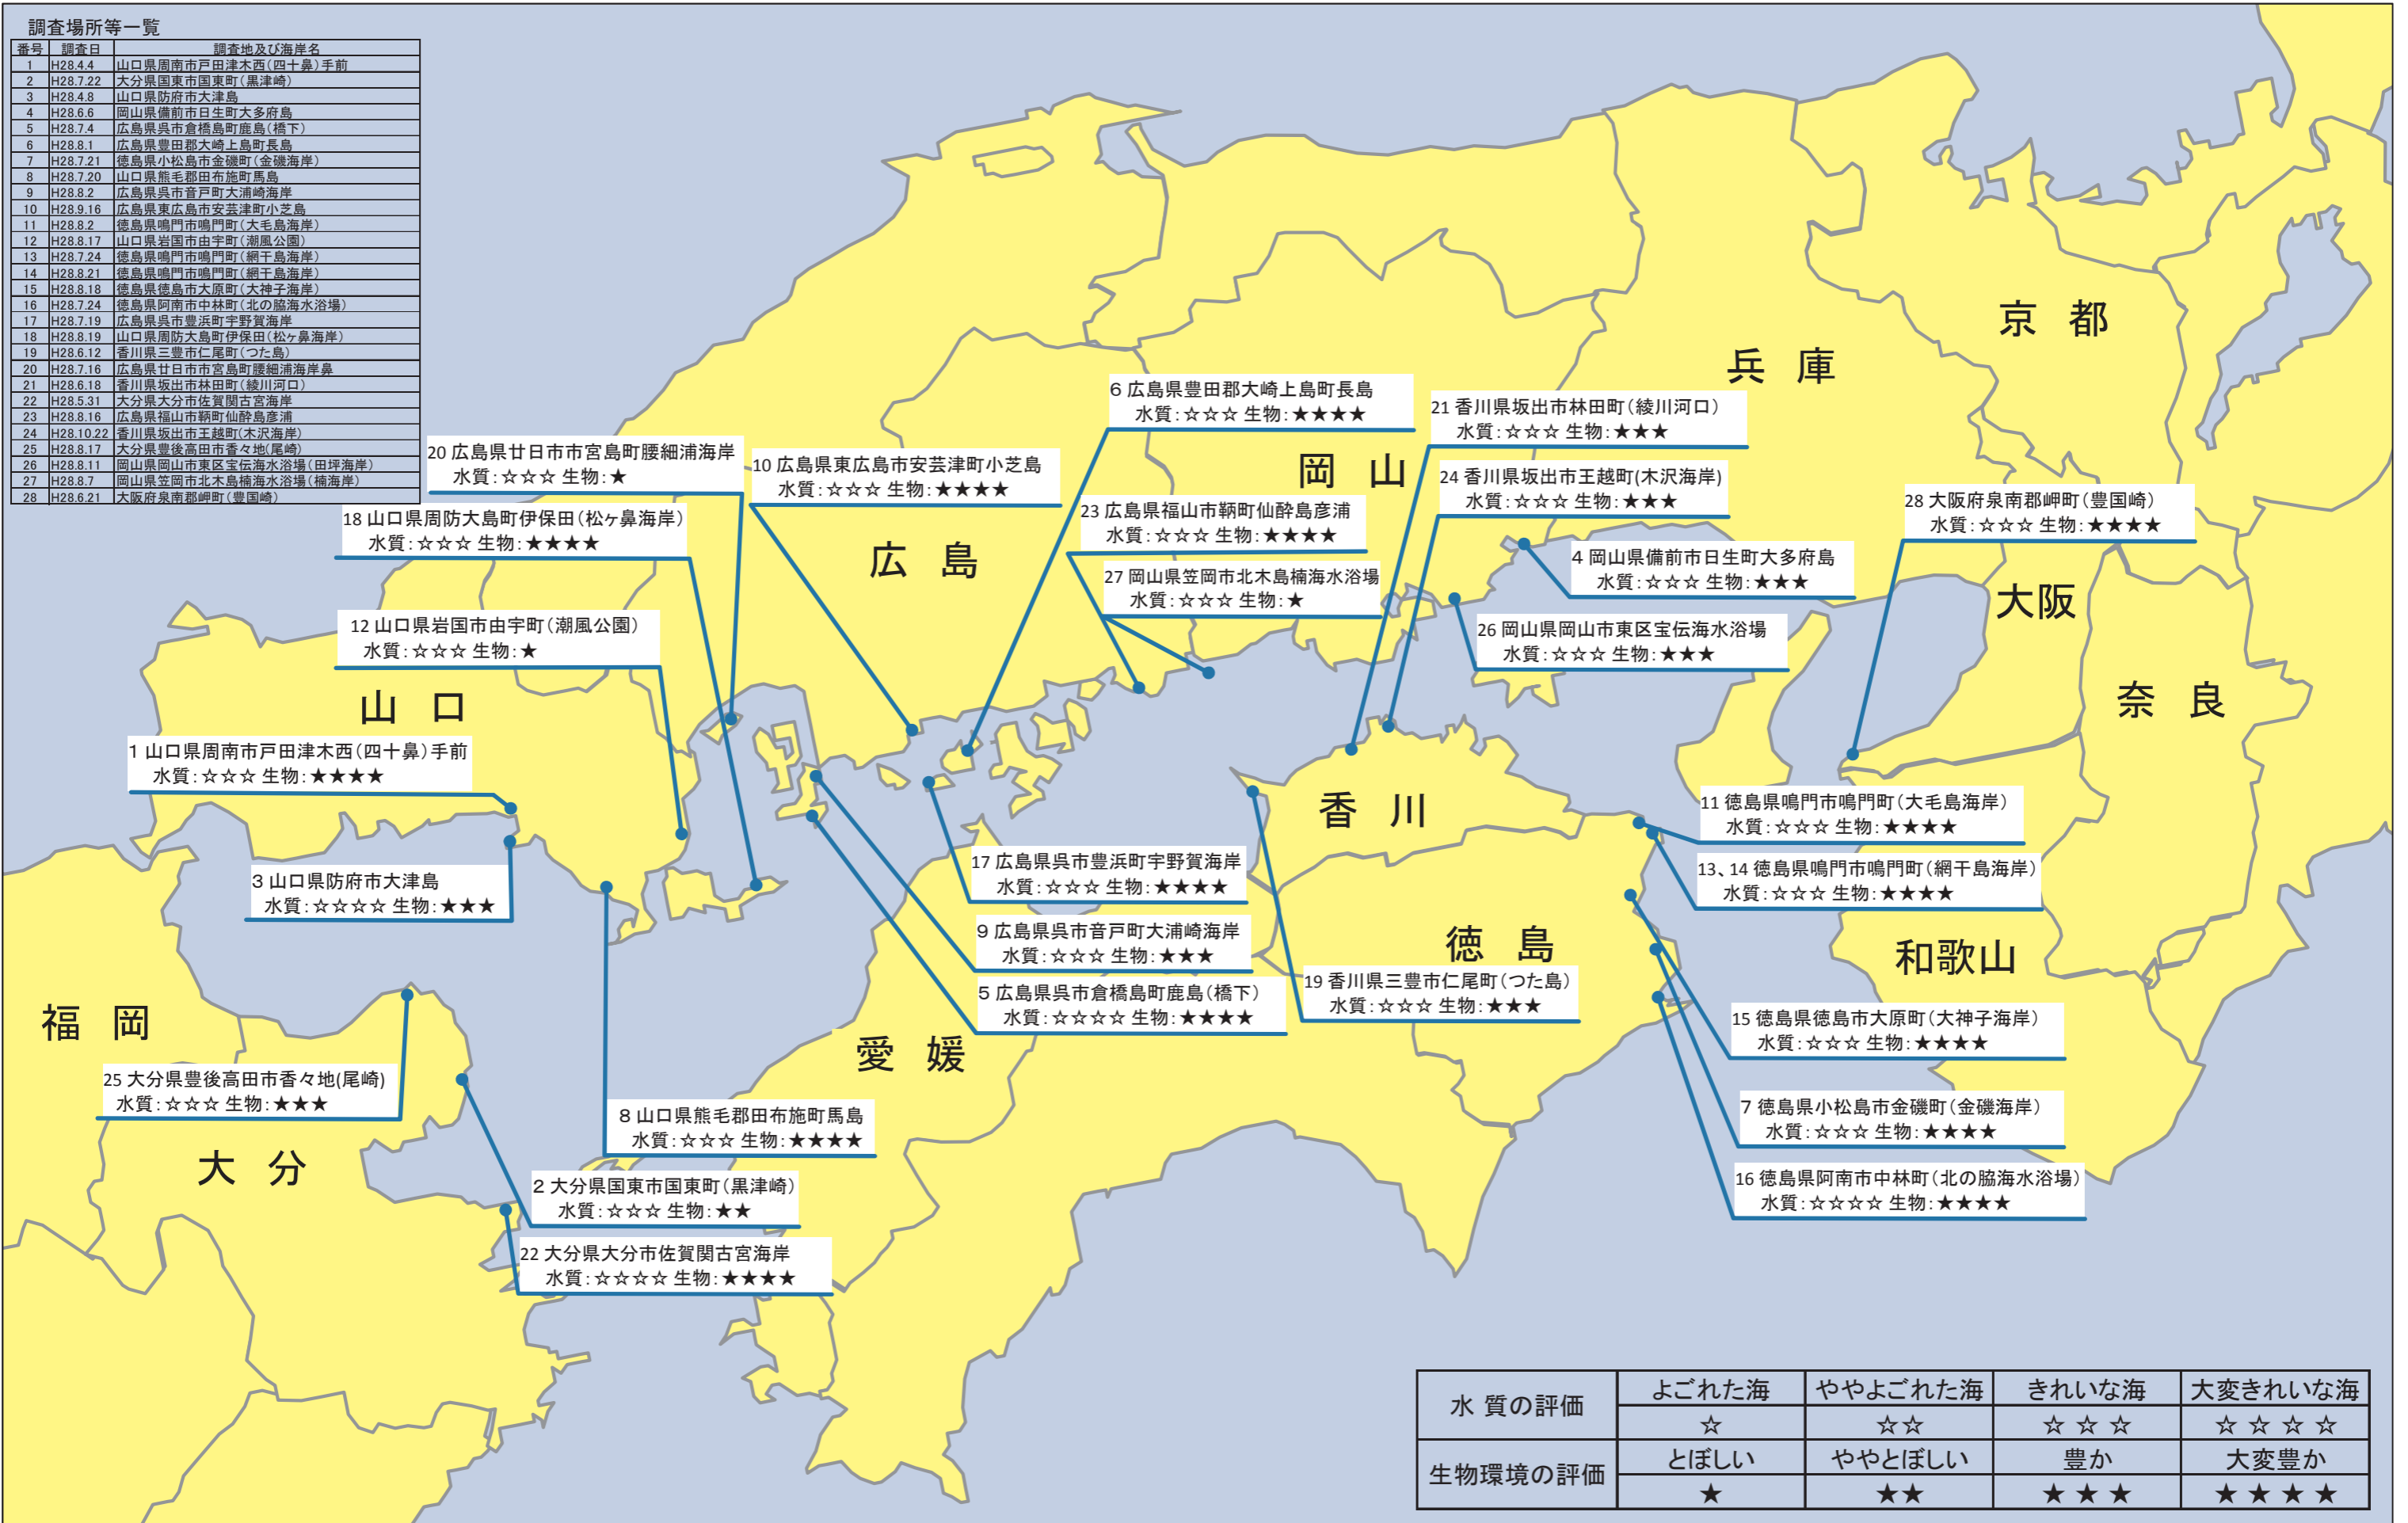 調査場所等一覧
番号 調査日 調査地及び海岸名
1 H28.4.4 山口県周南市戸田津木西(四十鼻)手前
2 H28.7.22 大分県国東市国東町(黒津崎)
3 H28.4.8 山口県防府市大津島
4 H28.6.6 岡山県備前市日生町大多府島
5 H28.7.4 広島県呉市倉橋島町鹿島(橋下)
6 H28.8.1 広島県豊田郡大崎上島町長島
7 H28.7.21 徳島県小松島市金磯町(金磯海岸)
8 H28.7.20 山口県熊毛郡田布施町馬島
9 H28.8.2 広島県呉市音戸町大浦崎海岸
10 H28.9.16 広島県東広島市安芸津町小芝島
11 H28.8.2 徳島県鳴門市鳴門町(大毛島海岸)
12 H28.8.17 山口県岩国市由宇町(潮風公園)
13 H28.7.24 徳島県鳴門市鳴門町(網干島海岸)
14 H28.8.21 徳島県鳴門市鳴門町(網干島海岸)
15 H28.8.18 徳島県徳島市大原町(大神子海岸)
16 H28.7.24 徳島県阿南市中林町(北の脇海水浴場)
17 H28.7.19 広島県呉市豊浜町宇野賀海岸
18 H28.8.19 山口県周防大島町伊保田(松ヶ鼻海岸)
19 H28.6.12 香川県三豊市仁尾町(つた島)
20 H28.7.16 広島県廿日市市宮島町腰細浦海岸鼻
21 H28.6.18 香川県坂出市林田町(綾川河口)
22 H28.5.31 大分県大分市佐賀関古宮海岸
23 H28.8.16 広島県福山市鞆町仙酔島彦浦
24 H28.10.22 香川県坂出市王越町(木沢海岸)
25 H28.8.17 大分県豊後高田市香々地(尾崎)
26 H28.8.11 岡山県岡山市東区宝伝海水浴場(田坪海岸)
27 H28.8.7 岡山県笠岡市北木島楠海水浴場(楠海岸)
28 H28.6.21 大阪府泉南郡岬町(豊国崎)
京 都
兵 庫
6 広島県豊田郡大崎上島町長島
水質:☆☆☆ 生物:★★★★
21 香川県坂出市林田町(綾川河口)
水質:☆☆☆ 生物:★★★
20 広島県廿日市市宮島町腰細浦海岸
水質:☆☆☆ 生物:★
10 広島県東広島市安芸津町小芝島
水質:☆☆☆ 生物:★★★★
岡 山
24 香川県坂出市王越町(木沢海岸)
水質:☆☆☆ 生物:★★★
28 大阪府泉南郡岬町(豊国崎)
水質:☆☆☆ 生物:★★★★
18 山口県周防大島町伊保田(松ヶ鼻海岸)
水質:☆☆☆ 生物:★★★★
23 広島県福山市鞆町仙酔島彦浦
水質:☆☆☆ 生物:★★★★
広 島
4 岡山県備前市日生町大多府島
水質:☆☆☆ 生物:★★★
27 岡山県笠岡市北木島楠海水浴場
水質:☆☆☆ 生物:★
大阪
12 山口県岩国市由宇町(潮風公園)
水質:☆☆☆ 生物:★
26 岡山県岡山市東区宝伝海水浴場
水質:☆☆☆ 生物:★★★
山 口
奈 良
1 山口県周南市戸田津木西(四十鼻)手前
水質:☆☆☆ 生物:★★★★
香 川
11 徳島県鳴門市鳴門町(大毛島海岸)
水質:☆☆☆ 生物:★★★★
17 広島県呉市豊浜町宇野賀海岸
水質:☆☆☆ 生物:★★★★
13、14 徳島県鳴門市鳴門町(網干島海岸)
水質:☆☆☆ 生物:★★★★
3 山口県防府市大津島
水質:☆☆☆☆ 生物:★★★
9 広島県呉市音戸町大浦崎海岸
水質:☆☆☆ 生物:★★★
徳 島
和歌山
19 香川県三豊市仁尾町(つた島)
水質:☆☆☆ 生物:★★★
5 広島県呉市倉橋島町鹿島(橋下)
水質:☆☆☆☆ 生物:★★★★
福 岡
愛 媛
15 徳島県徳島市大原町(大神子海岸)
水質:☆☆☆ 生物:★★★★
25 大分県豊後高田市香々地(尾崎)
水質:☆☆☆ 生物:★★★
8 山口県熊毛郡田布施町馬島
水質:☆☆☆ 生物:★★★★
7 徳島県小松島市金磯町(金磯海岸)
水質:☆☆☆ 生物:★★★★
大 分
2 大分県国東市国東町(黒津崎)
水質:☆☆☆ 生物:★★
16 徳島県阿南市中林町(北の脇海水浴場)
水質:☆☆☆☆ 生物:★★★★
22 大分県大分市佐賀関古宮海岸
水質:☆☆☆☆ 生物:★★★★
水 質の評価 よごれた海 ややよごれた海 きれいな海 大変きれいな海
☆ ☆☆ ☆ ☆ ☆ ☆ ☆ ☆ ☆
生物環境の評価 とぼしい ややとぼしい 豊か 大変豊か
★ ★★ ★ ★ ★ ★ ★ ★ ★